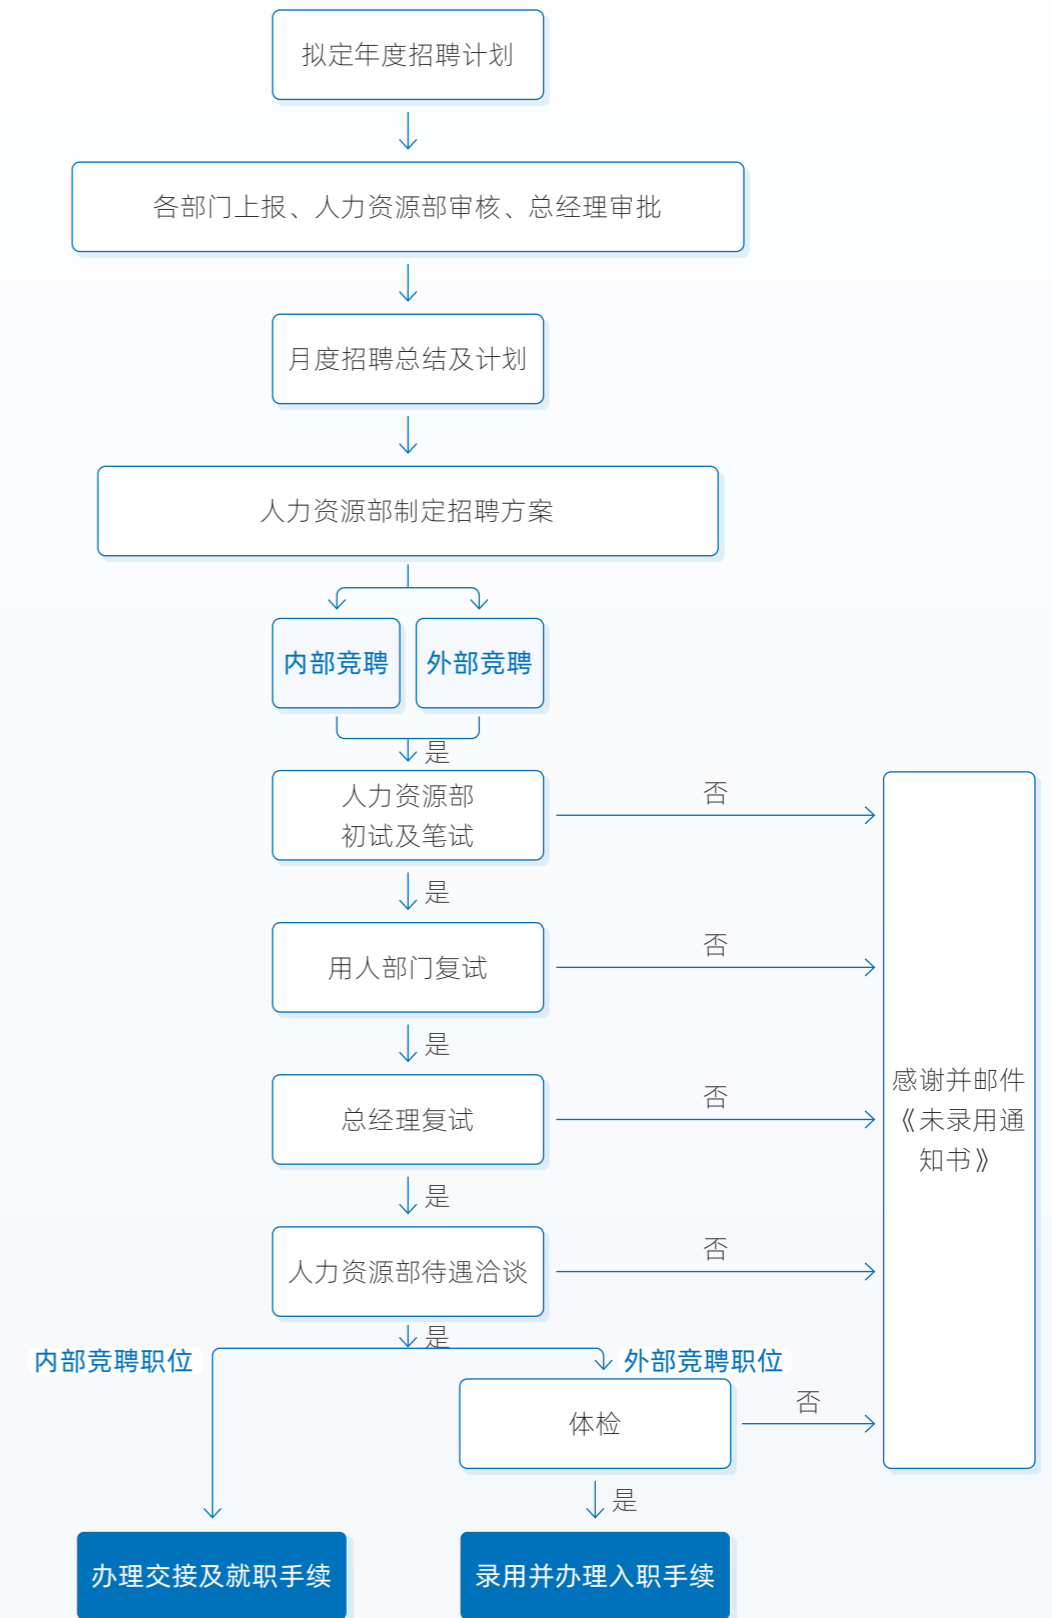 拟定年度招聘计划
各部门上报、人力资源部审核、总经理审批
月度招聘总结及计划
人力资源部制定招聘方案
内部竞聘
外部竞聘
是
人力资源部
初试及笔试
否
是
用人部门复试
否
是
总经理复试
否
感谢并邮件
《未录用通
知书》
是
人力资源部待遇洽谈
否
是
内部竞聘职位
外部竞聘职位
体检
否
是
办理交接及就职手续
录用并办理入职手续